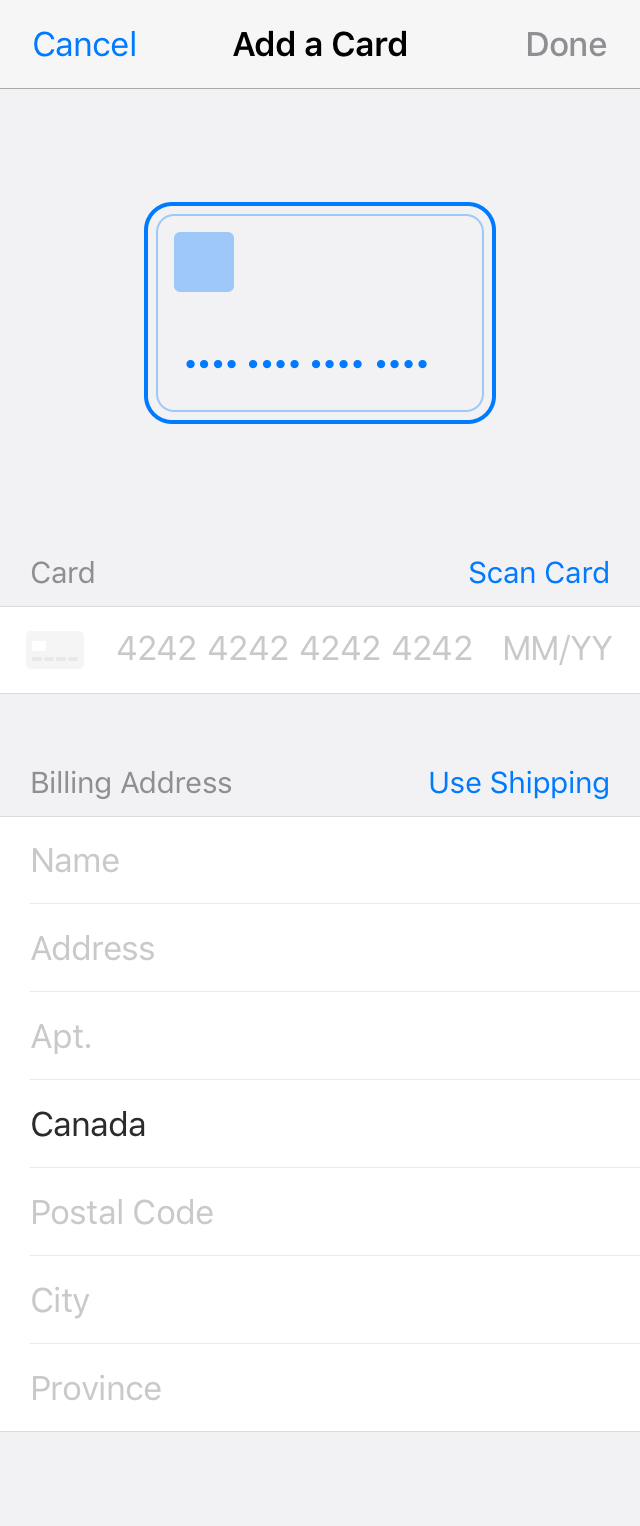 Cancel Add a Card Done
•••• •••• •••• ••••
Card Scan Card
4242 4242 4242 4242 MM/YY
Billing Address Use Shipping
Name
Address
Apt.
Canada
Postal Code
City
Province